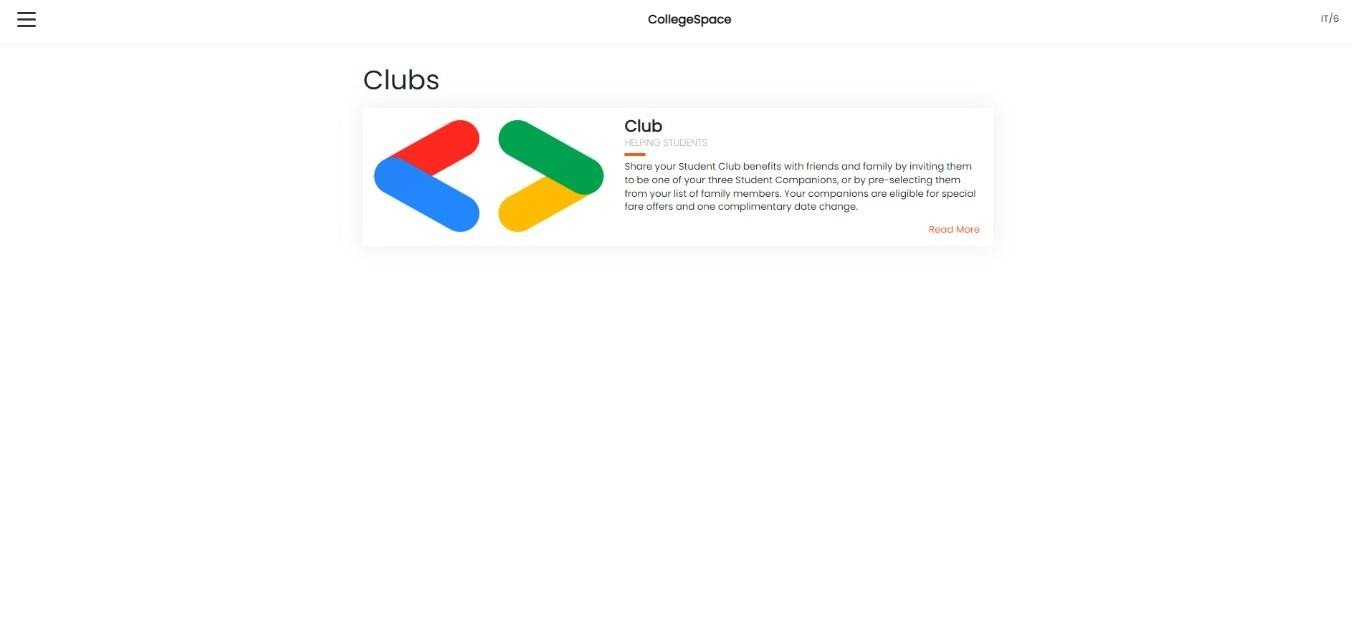 CollegeSpace
IT/6
Clubs
Club
HELPING STUDENTS
Share your Student Club benefits with friends and family by inviting them
to be one of your three Student Companions, or by pre-selecting them
from your list of family members. Your companions are eligible for special
fare offers and one complimentary date change.
Read More